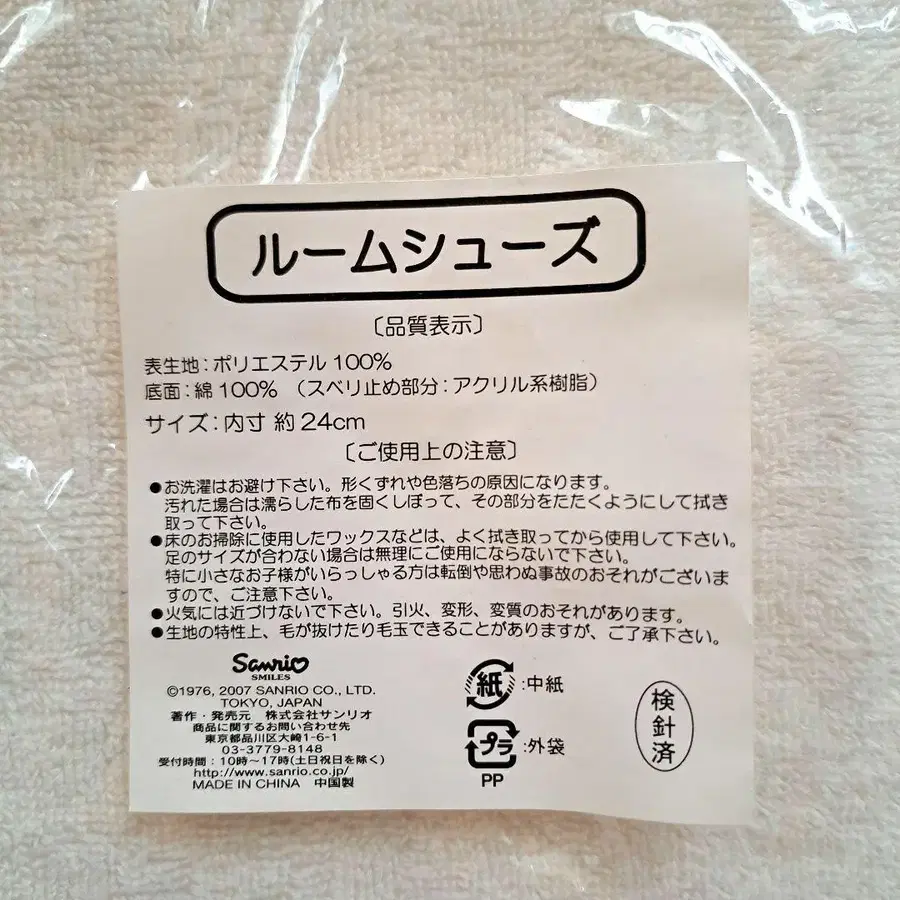 ルームシューズ
〔品質表示〕
表生地：ポリエステル 100%
底面：綿 100% （スベリ止め部分：アクリル系樹脂）
サイズ：内寸 約 24cm
〔ご使用上の注意〕
●お洗濯はお避け下さい。形くずれや色落ちの原因になります。
汚れた場合は濡らした布を固くしぼって、その部分をたたくようにして拭き
取って下さい。
●床のお掃除に使用したワックスなどは、よく拭き取ってから使用して下さい。
足のサイズが合わない場合は無理にご使用にならないで下さい。
特に小さなお子様がいらっしゃる方は転倒や思わぬ事故のおそれがございま
すので、ご注意下さい。
●火気には近づけないで下さい。引火、変形、変質のおそれがあります。
●生地の特性上、毛が抜けたり毛玉できることがありますが、ご了承下さい。
Sanrio
SMILES
©1976, 2007 SANRIO CO., LTD.
TOKYO, JAPAN
著作・発売元 株式会社サンリオ
商品に関するお問い合わせ先
東京都品川区大崎1-6-1
03-3779-8148
受付時間：10時〜17時(土日祝日を除く)
http://www.sanrio.co.jp/
MADE IN CHINA 中国製
紙：中紙
プラ：外袋
PP
検針済